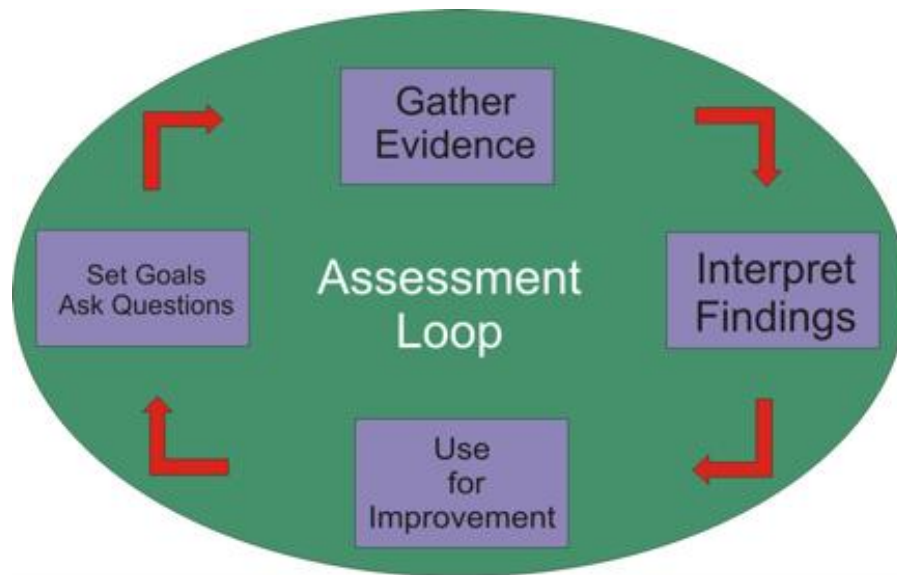 Gather
Evidence
Set Goals
Ask Questions
Assessment
Loop
Interpret
Findings
Use
for
Improvement